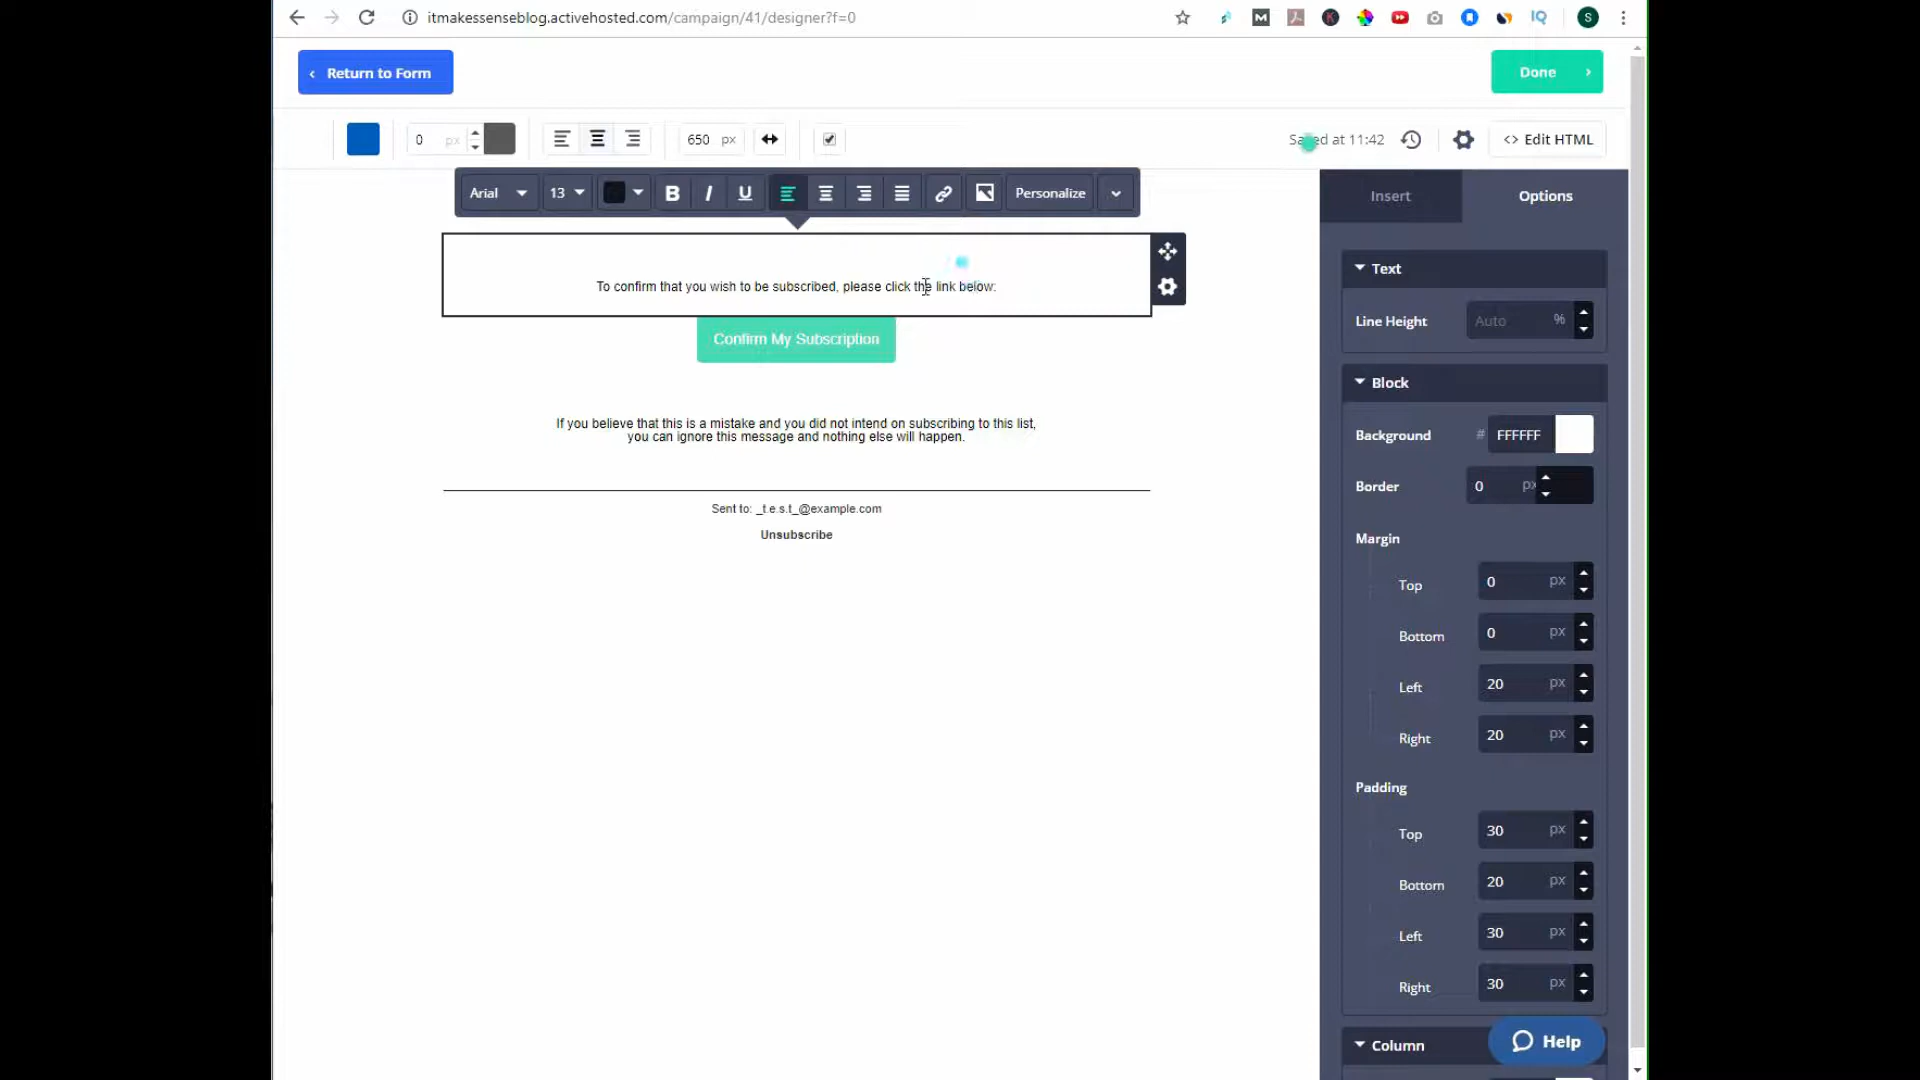 itmakessenseblog.activehosted.com/campaign/41/designer?f=0
M
K
IQ
S
Return to Form
Done
0 px
650 px
at 11:42
Edit HTML
Arial
13
B I U
Personalize
Insert
Options
To confirm that you wish to be subscribed, please click the link below:
Confirm My Subscription
If you believe that this is a mistake and you did not intend on subscribing to this list,
you can ignore this message and nothing else will happen.
Sent to: _t.e.s.t_@example.com
Unsubscribe
Text
Line Height Auto %
Block
Background # FFFFFF
Border 0 px
Margin
Top 0 px
Bottom 0 px
Left 20 px
Right 20 px
Padding
Top 30 px
Bottom 20 px
Left 30 px
Right 30 px
Column
Help